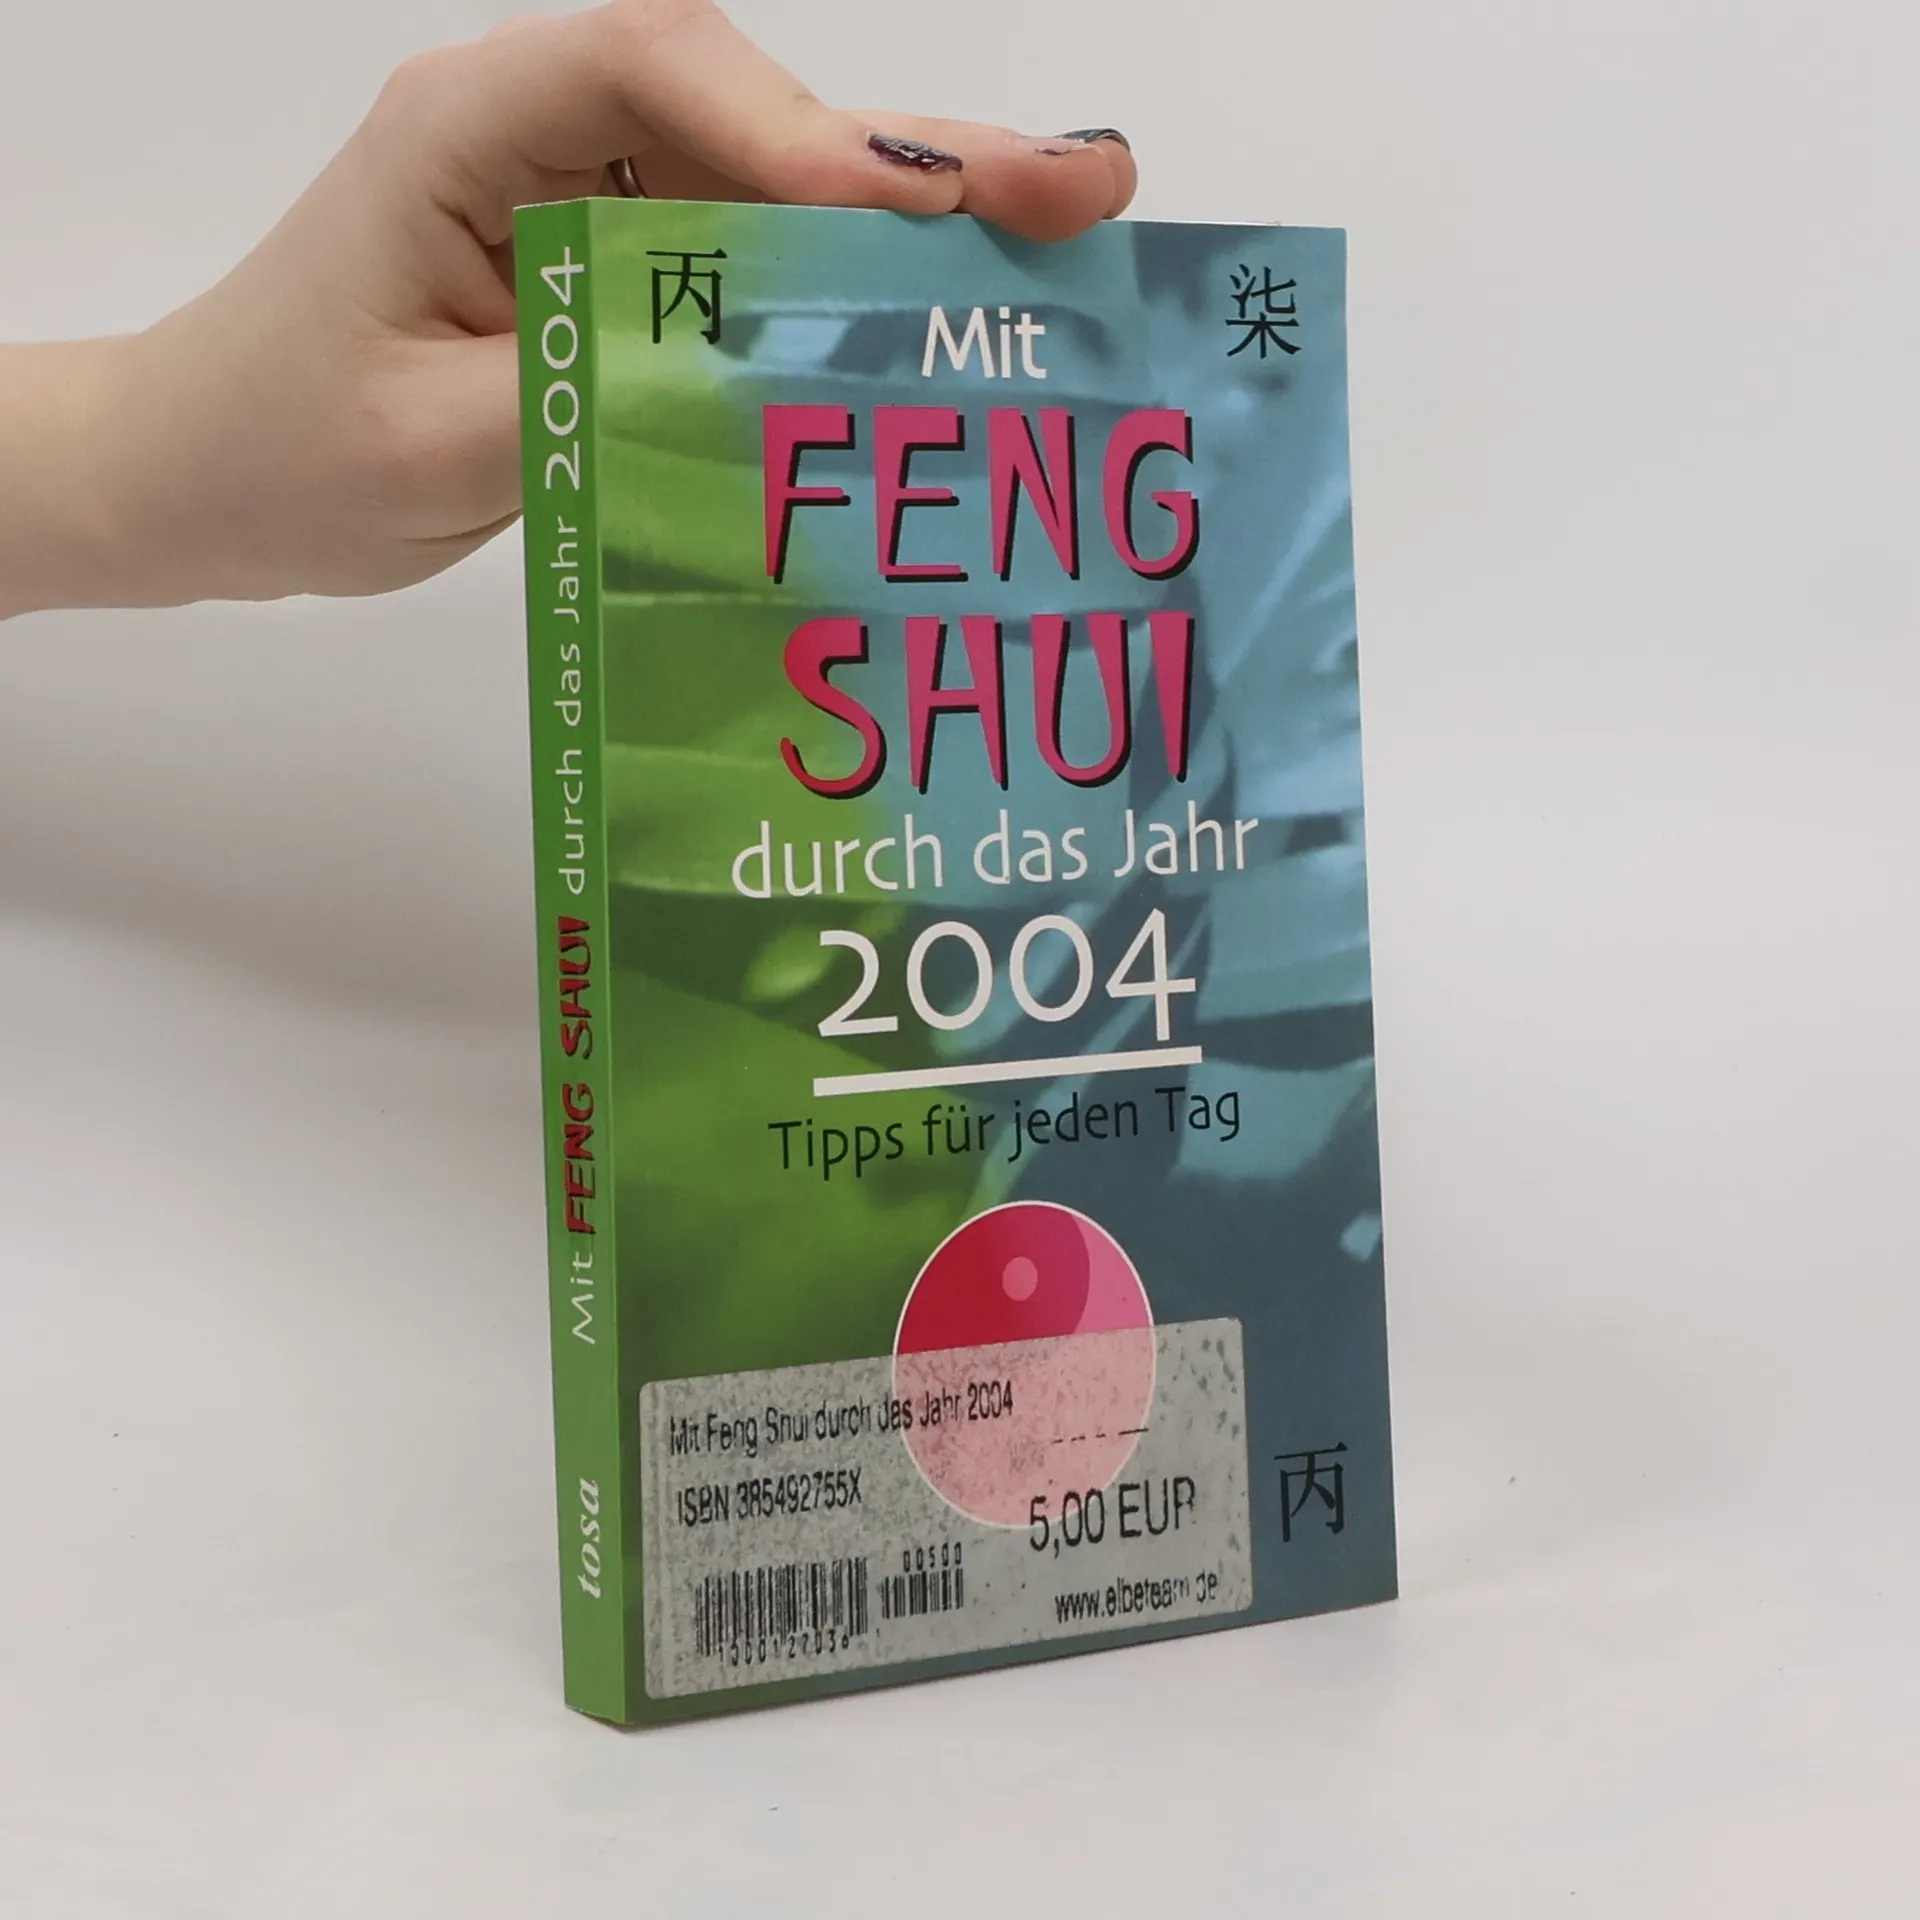 Mit FENG SHUI durch das Jahr 2004
tosa
丙
柒
Mit
FENG
SHUI
durch das Jahr
2004
Tipps für jeden Tag
丙
Mit Feng Shui durch das Jahr 2004
ISBN 385492755X
5,00 EUR
00500
www.elbeteam.de